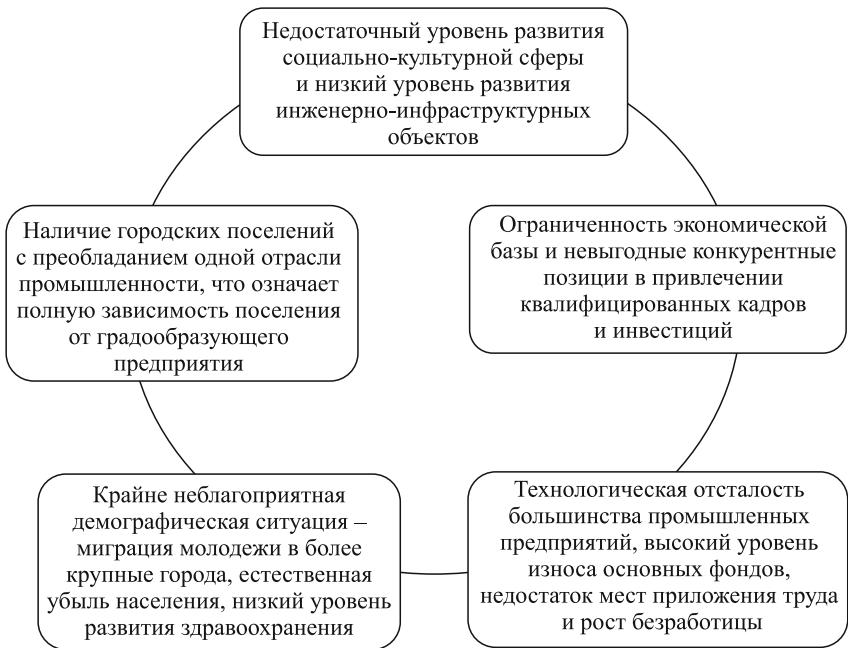 Недостаточный уровень развития
социально-культурной сферы
и низкий уровень развития
инженерно-инфраструктурных
объектов
Наличие городских поселений
с преобладанием одной отрасли
промышленности, что означает
полную зависимость поселения
от градообразующего
предприятия
Ограниченность экономической
базы и невыгодные конкурентные
позиции в привлечении
квалифицированных кадров
и инвестиций
Крайне неблагоприятная
демографическая ситуация –
миграция молодежи в более
крупные города, естественная
убыль населения, низкий уровень
развития здравоохранения
Технологическая отсталость
большинства промышленных
предприятий, высокий уровень
износа основных фондов,
недостаток мест приложения труда
и рост безработицы